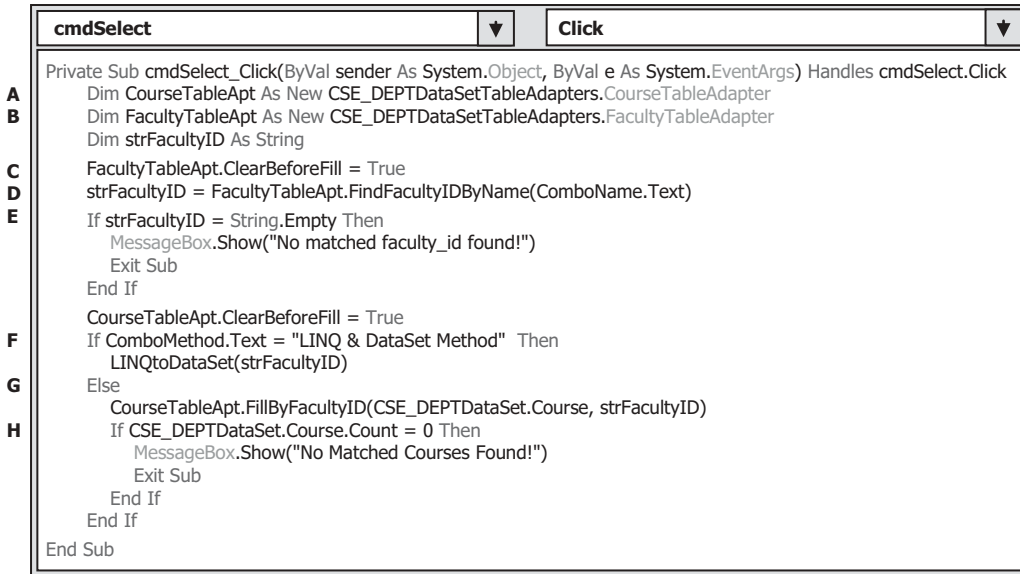 cmdSelect Click
Private Sub cmdSelect_Click(ByVal sender As System.Object, ByVal e As System.EventArgs) Handles cmdSelect.Click
A Dim CourseTableApt As New CSE_DEPTDataSetTableAdapters.CourseTableAdapter
B Dim FacultyTableApt As New CSE_DEPTDataSetTableAdapters.FacultyTableAdapter
Dim strFacultyID As String
C FacultyTableApt.ClearBeforeFill = True
D strFacultyID = FacultyTableApt.FindFacultyIDByName(ComboName.Text)
E If strFacultyID = String.Empty Then
MessageBox.Show("No matched faculty_id found!")
Exit Sub
End If
CourseTableApt.ClearBeforeFill = True
F If ComboMethod.Text = "LINQ & DataSet Method" Then
LINQtoDataSet(strFacultyID)
G Else
CourseTableApt.FillByFacultyID(CSE_DEPTDataSet.Course, strFacultyID)
H If CSE_DEPTDataSet.Course.Count = 0 Then
MessageBox.Show("No Matched Courses Found!")
Exit Sub
End If
End If
End Sub